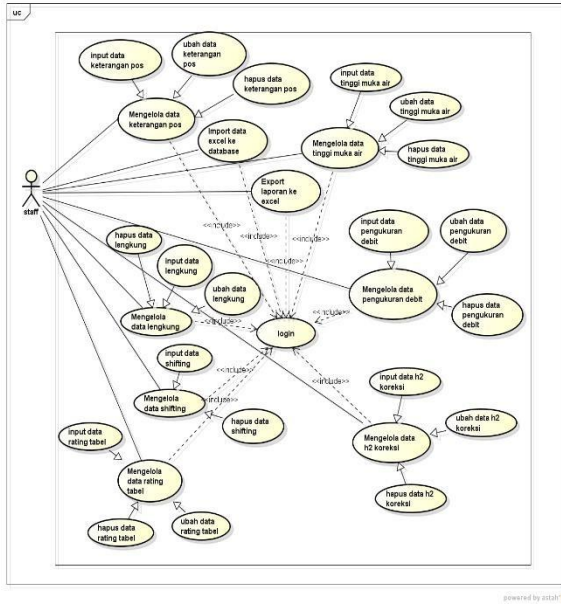 uc
input data
keterangan pos
ubah data
keterangan
pos
hapus data
keterangan pos
Mengelola data
keterangan pos
Import data
excel ke
database
Export
laporan ke
excel
input data
tinggi muka air
ubah data
tinggi muka air
hapus data
tinggi muka air
Mengelola data
tinggi muka air
staff
<<include>>
<<include>>
<<include>>
<<include>>
hapus data
lengkung
input data
lengkung
ubah data
lengkung
Mengelola
data lengkung
<<include>>
input data
pengukuran
debit
ubah data
pengukuran
debit
Mengelola data
pengukuran debit
hapus data
pengukuran
debit
<<include>>
login
input data
shifting
Mengelola
data shifting
hapus data
shifting
<<include>>
<<include>>
<<include>>
input data h2
koreksi
ubah data h2
koreksi
Mengelola data
h2 koreksi
hapus data h2
koreksi
input data
rating tabel
Mengelola
data rating
tabel
hapus data
rating tabel
ubah data
rating tabel
powered by astah*